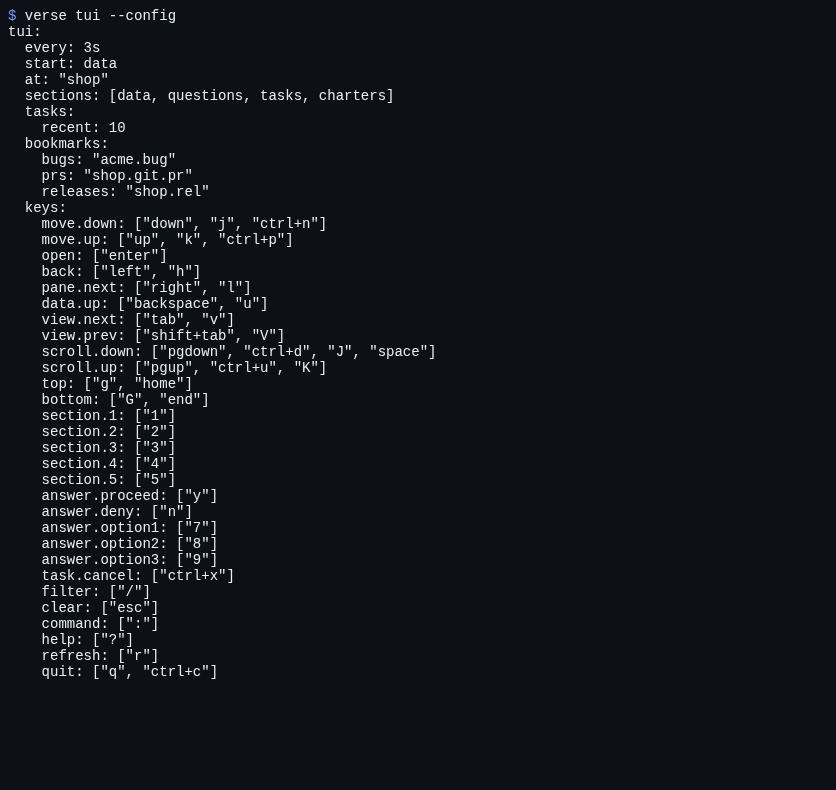 $ verse tui --config
tui:
  every: 3s
  start: data
  at: "shop"
  sections: [data, questions, tasks, charters]
  tasks:
    recent: 10
  bookmarks:
    bugs: "acme.bug"
    prs: "shop.git.pr"
    releases: "shop.rel"
  keys:
    move.down: ["down", "j", "ctrl+n"]
    move.up: ["up", "k", "ctrl+p"]
    open: ["enter"]
    back: ["left", "h"]
    pane.next: ["right", "l"]
    data.up: ["backspace", "u"]
    view.next: ["tab", "v"]
    view.prev: ["shift+tab", "V"]
    scroll.down: ["pgdown", "ctrl+d", "J", "space"]
    scroll.up: ["pgup", "ctrl+u", "K"]
    top: ["g", "home"]
    bottom: ["G", "end"]
    section.1: ["1"]
    section.2: ["2"]
    section.3: ["3"]
    section.4: ["4"]
    section.5: ["5"]
    answer.proceed: ["y"]
    answer.deny: ["n"]
    answer.option1: ["7"]
    answer.option2: ["8"]
    answer.option3: ["9"]
    task.cancel: ["ctrl+x"]
    filter: ["/"]
    clear: ["esc"]
    command: [":"]
    help: ["?"]
    refresh: ["r"]
    quit: ["q", "ctrl+c"]